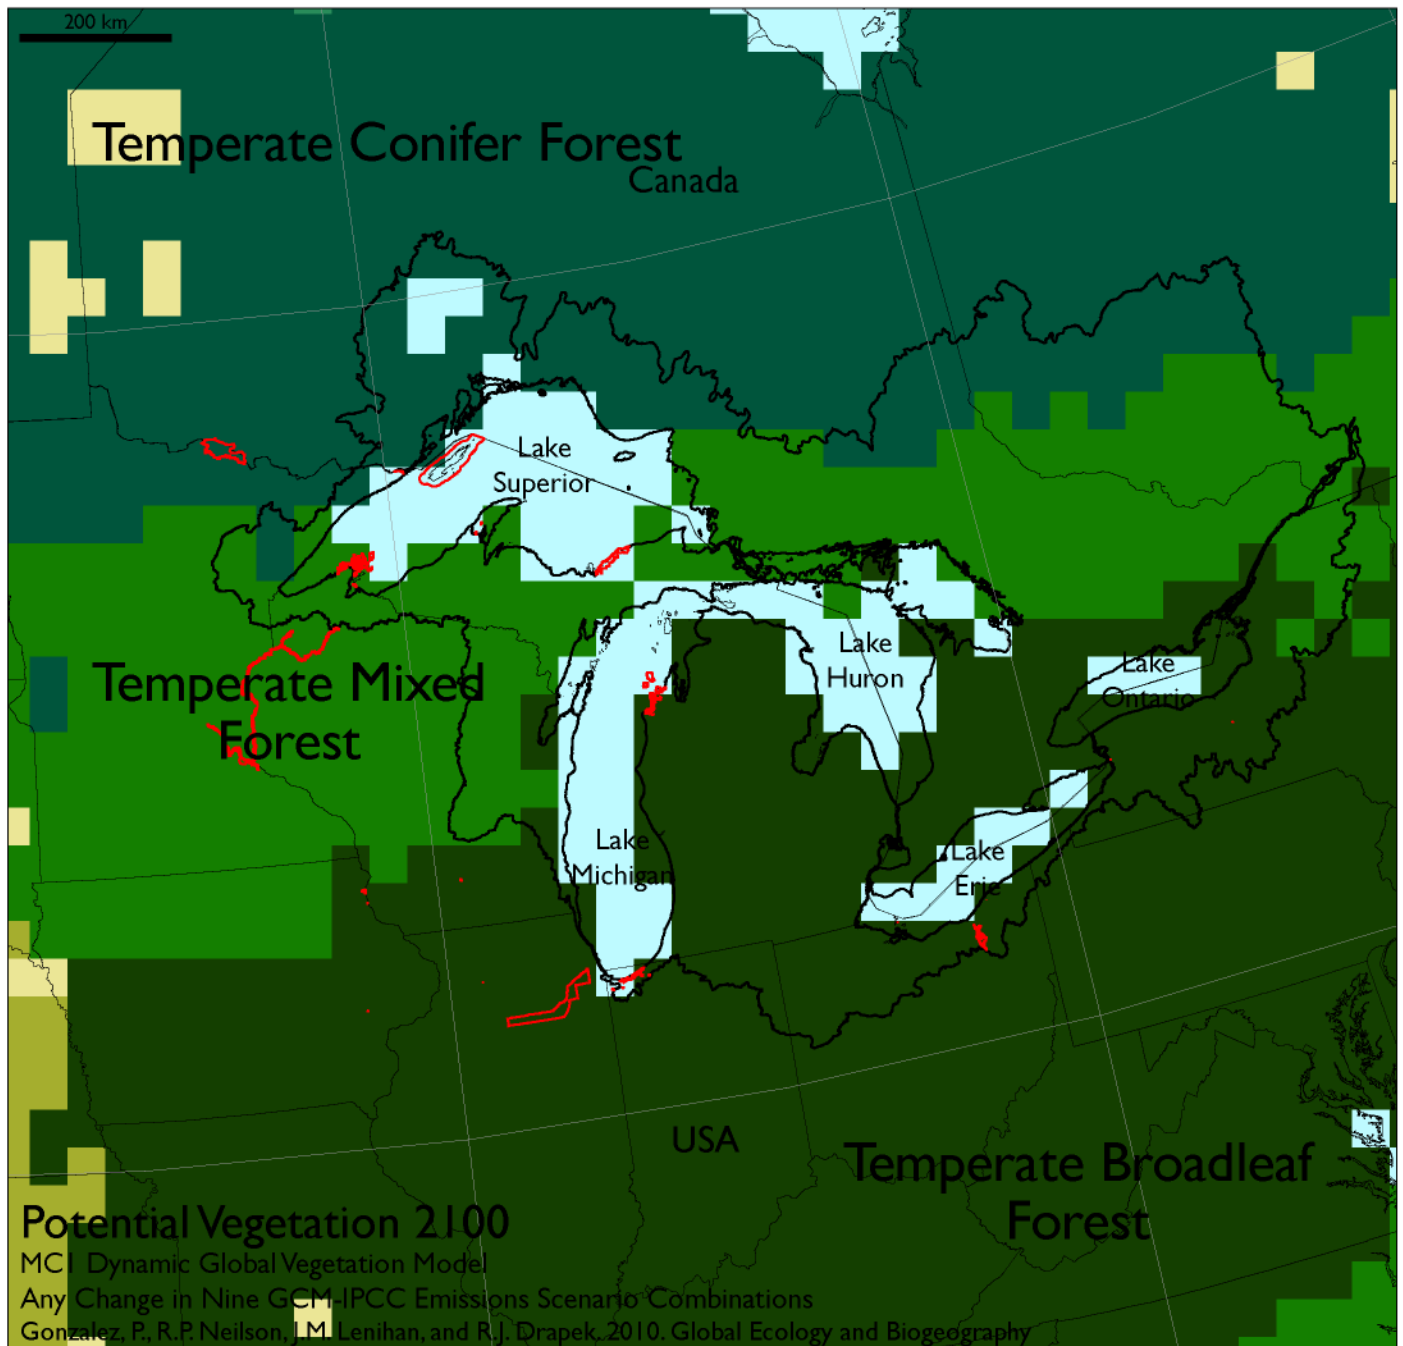 200 km
Temperate Conifer Forest
Canada
Lake
Superior
Lake
Huron
Lake
Ontario
Temperate Mixed
Forest
Lake
Michigan
Lake
Erie
USA
Temperate Broadleaf
Forest
Potential Vegetation 2100
MC1 Dynamic Global Vegetation Model
Any Change in Nine GCM-IPCC Emissions Scenario Combinations
Gonzalez, P., R.P. Neilson, J.M. Lenihan, and R.J. Drapek. 2010. Global Ecology and Biogeography